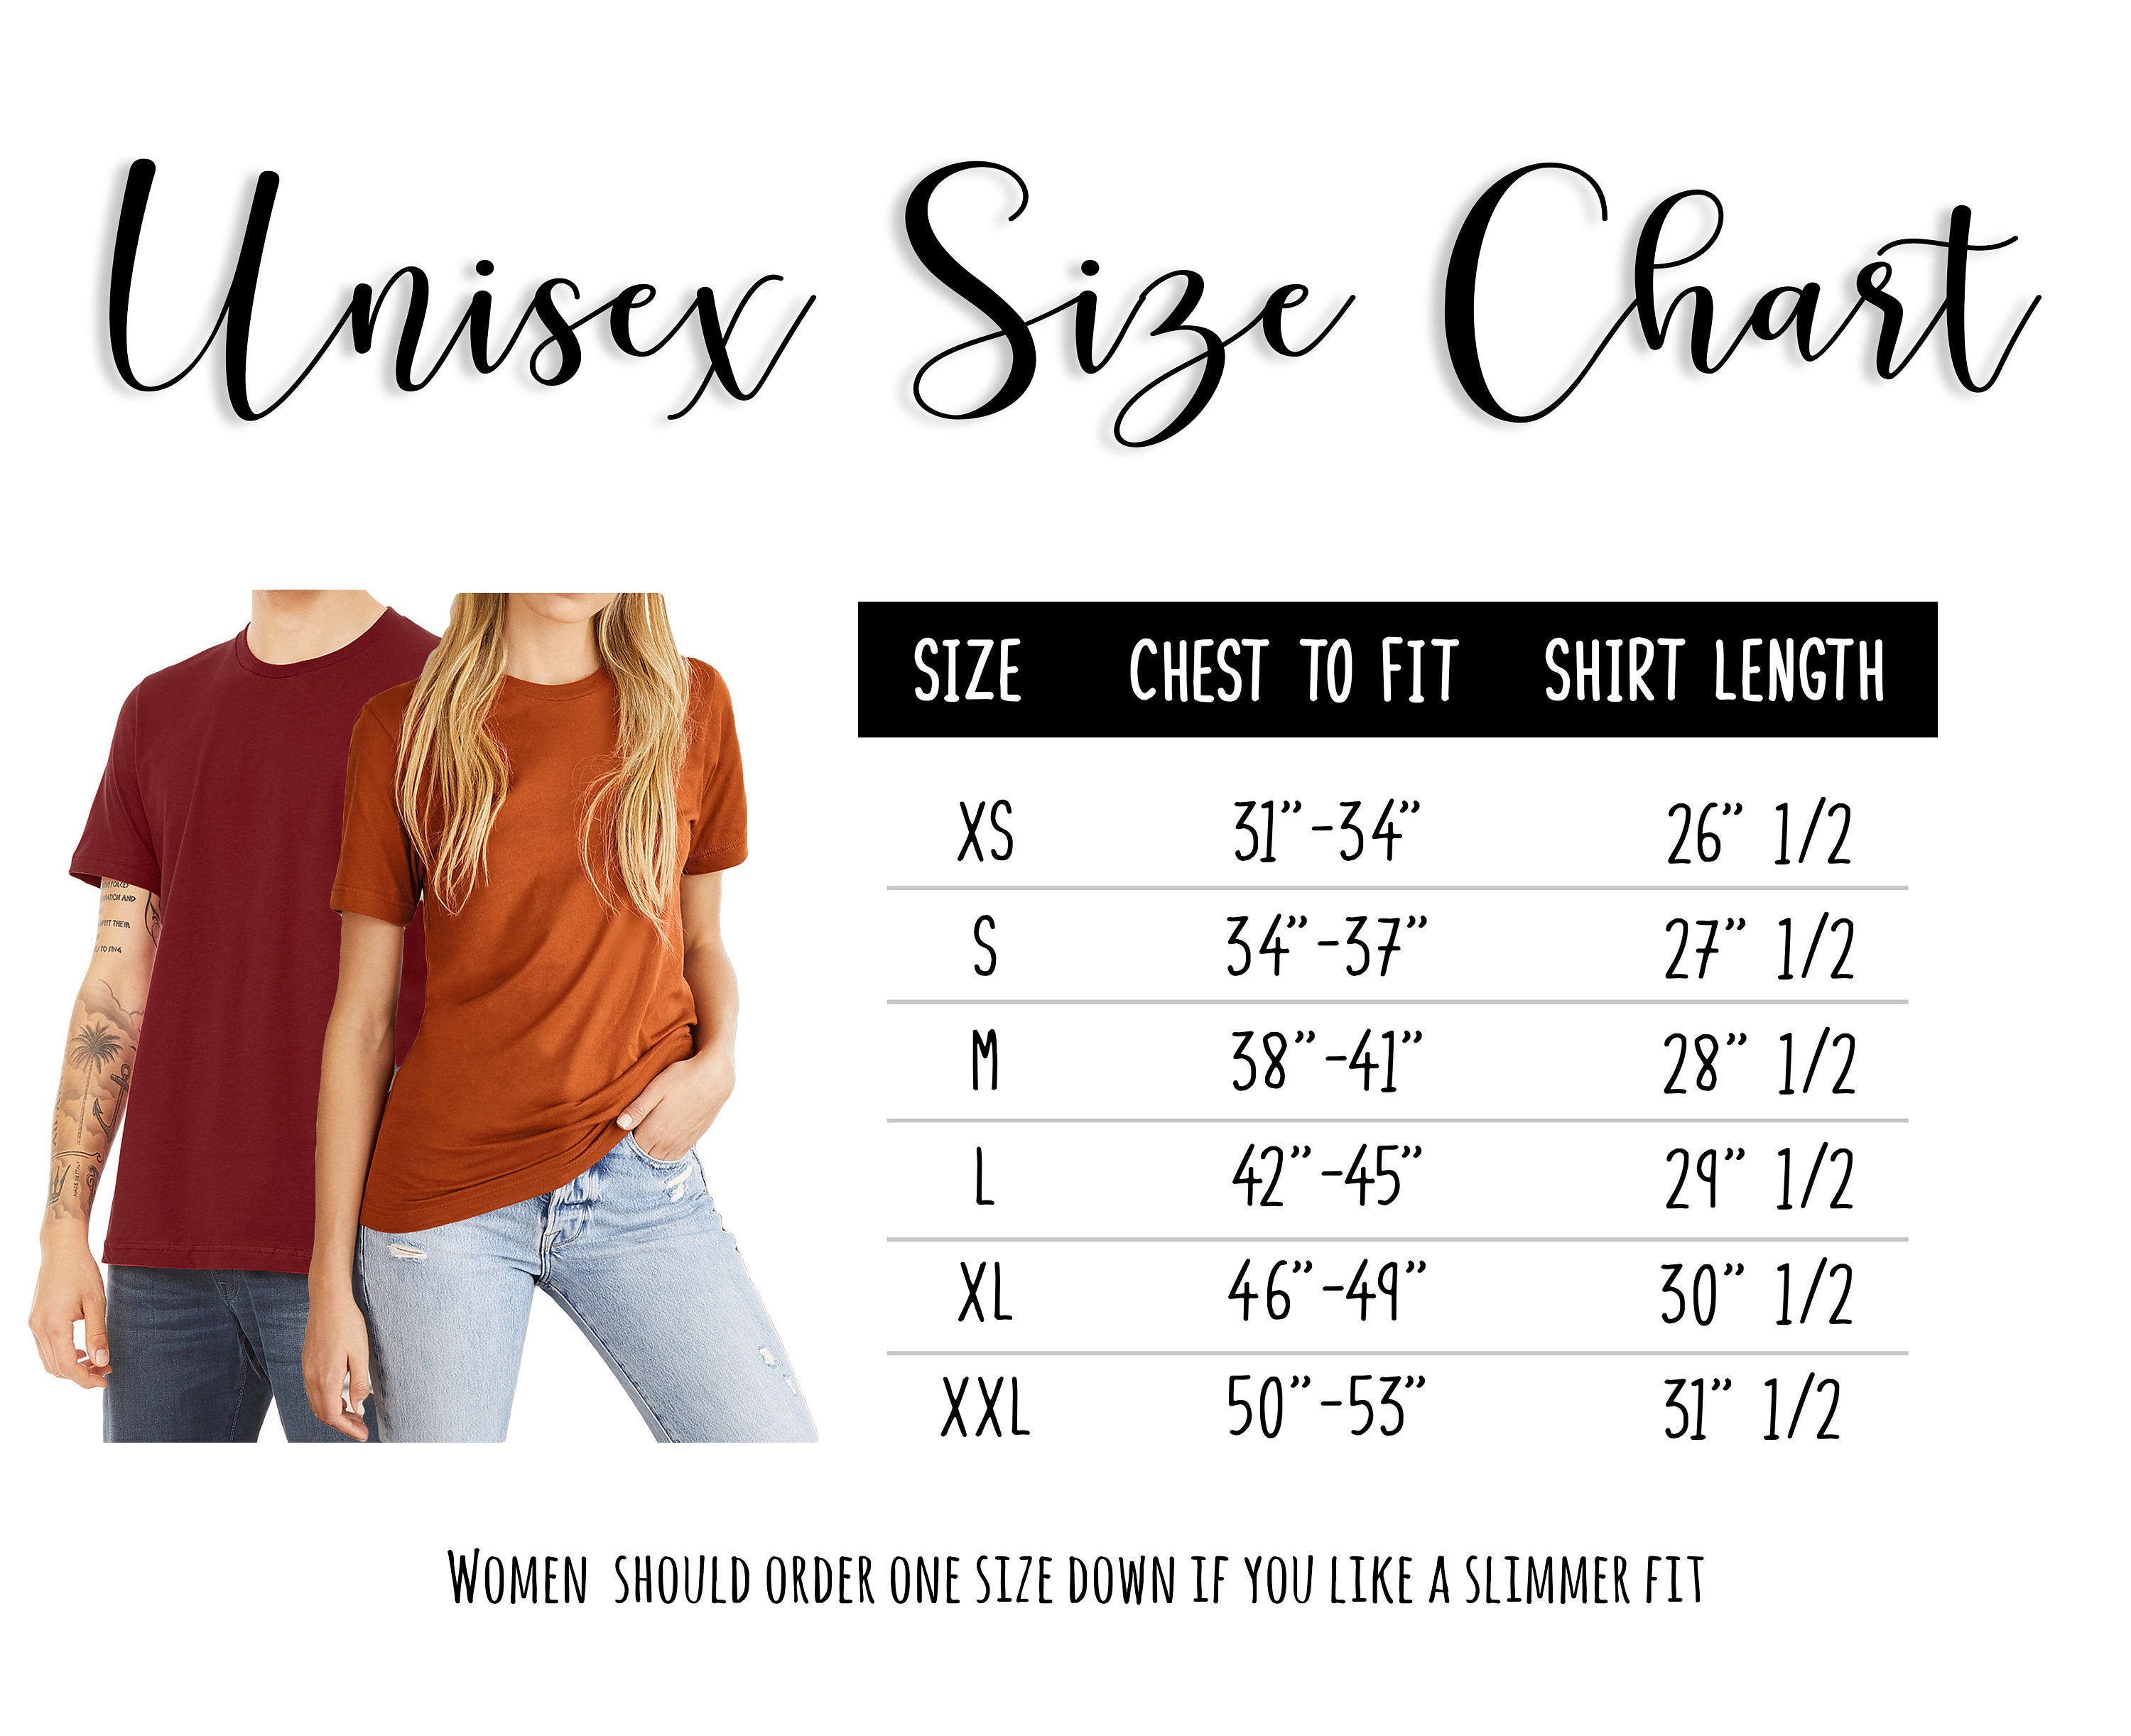 Unisex Size Chart
SIZE CHEST TO FIT SHIRT LENGTH
XS 31”-34” 26” 1/2
S 34”-37” 27” 1/2
M 38”-41” 28” 1/2
L 42”-45” 29” 1/2
XL 46”-49” 30” 1/2
XXL 50”-53” 31” 1/2
WOMEN SHOULD ORDER ONE SIZE DOWN IF YOU LIKE A SLIMMER FIT